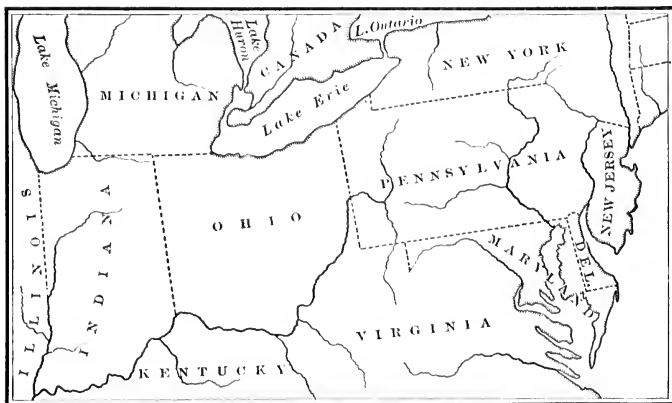 Lake Michigan
Lake Huron
CANADA
L. Ontario
NEW YORK
MICHIGAN
Lake Erie
PENNSYLVANIA
NEW JERSEY
OHIO
ILLINOIS
INDIANA
MARYLAND
DEL.
VIRGINIA
KENTUCKY